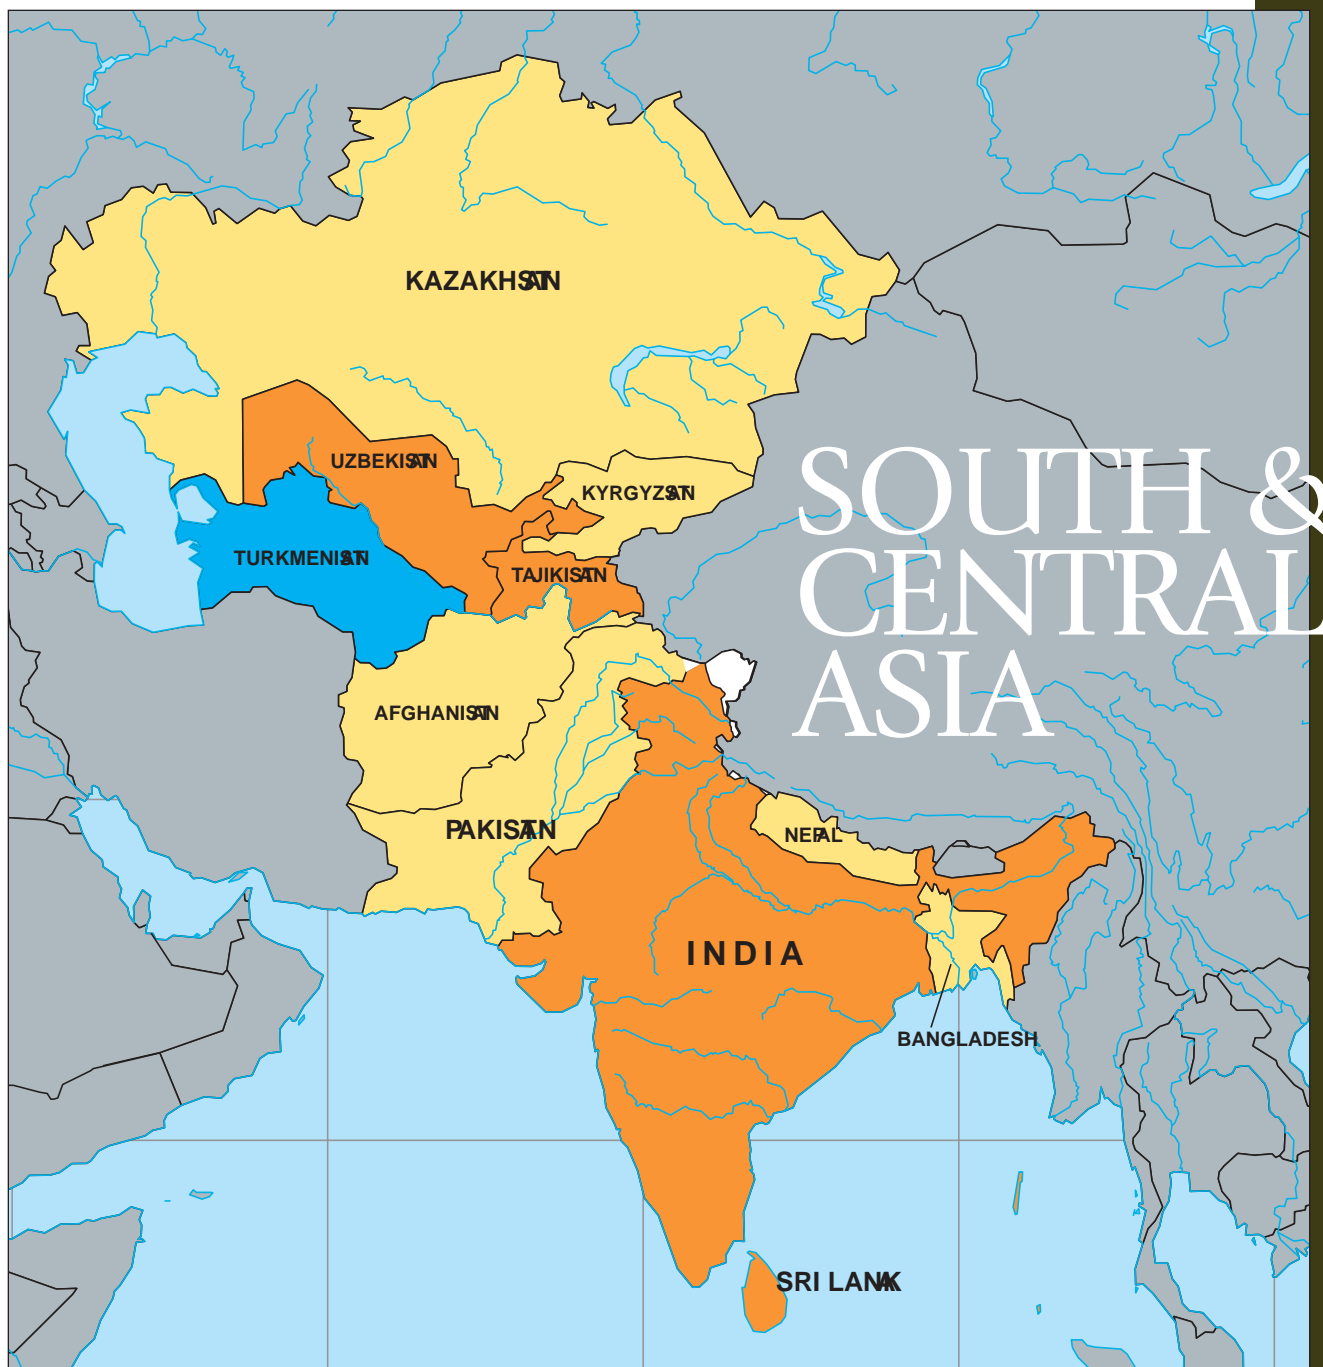 KAZAKHSTAN
UZBEKISTAN
KYRGYZSTAN
SOUTH &
CENTRAL
ASIA
TURKMENISTAN
TAJIKISTAN
AFGHANISTAN
PAKISTAN
NEPAL
INDIA
BANGLADESH
SRI LANKA